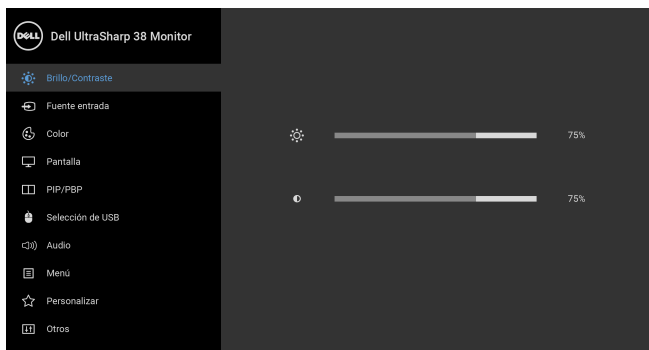 DELL Dell UltraSharp 38 Monitor
Brillo/Contraste
Fuente entrada
Color
75%
Pantalla
PIP/PBP
75%
Selección de USB
Audio
Menú
Personalizar
Otros